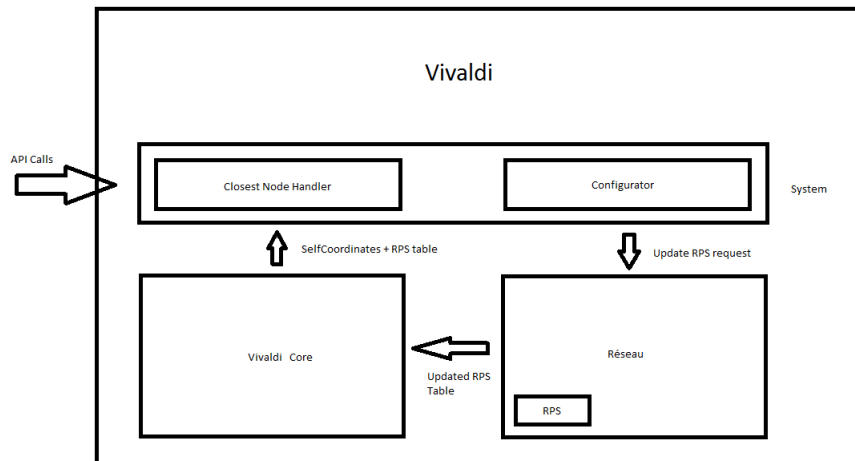 Vivaldi
API Calls
Closest Node Handler
Configurator
System
SelfCoordinates + RPS table
Update RPS request
Vivaldi Core
Updated RPS
Table
Réseau
RPS